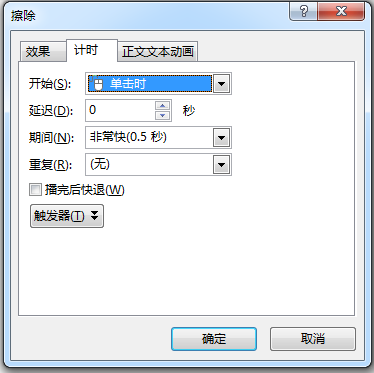 擦除
效果 计时 正文文本动画
开始(S): 单击时
延迟(D): 0 秒
期间(N): 非常快(0.5 秒)
重复(R): (无)
播完后快退(W)
触发器(T)
确定 取消